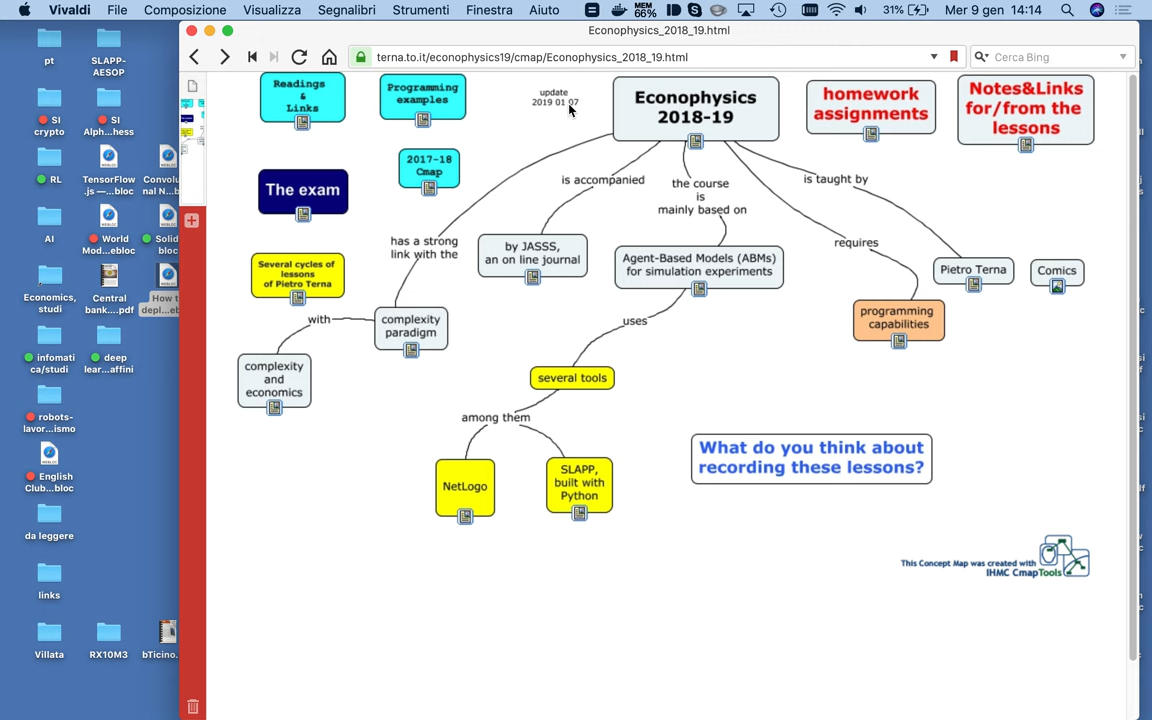 Vivaldi File Composizione Visualizza Segnalibri Strumenti Finestra Aiuto MEM 66% 31% Mer 9 gen 14:14
Econophysics_2018_19.html
terna.to.it/econophysics19/cmap/Econophysics_2018_19.html
Cerca Bing
pt
SLAPP-
AESOP
SI
crypto
SI
Alph...hess
RL
TensorFlow
.js —...bloc
Convolu
nal N...b
AI
World
Mod...ebloc
Solid
bloc
Economics,
studi
Central
bank....pdf
How t
depl...eb
infomati
ca/studi
deep
lear...affini
robots-
lavor...ismo
English
Club...bloc
da leggere
links
Villata
RX10M3
bTicino.
Readings
&
Links
Programming
examples
update
2019 01 07
Econophysics
2018-19
homework
assignments
Notes&Links
for/from the
lessons
2017-18
Cmap
The exam
is accompanied
the course
is
mainly based on
is taught by
has a strong
link with the
by JASSS,
an on line journal
Agent-Based Models (ABMs)
for simulation experiments
requires
Pietro Terna
Comics
Several cycles of
lessons
of Pietro Terna
with
complexity
paradigm
uses
programming
capabilities
complexity
and
economics
several tools
among them
NetLogo
SLAPP,
built with
Python
What do you think about
recording these lessons?
This Concept Map was created with
IHMC CmapTools